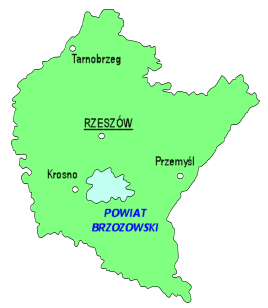 Tarnobrzeg
RZESZÓW
Przemyśl
Krosno
POWIAT
BRZOZOWSKI